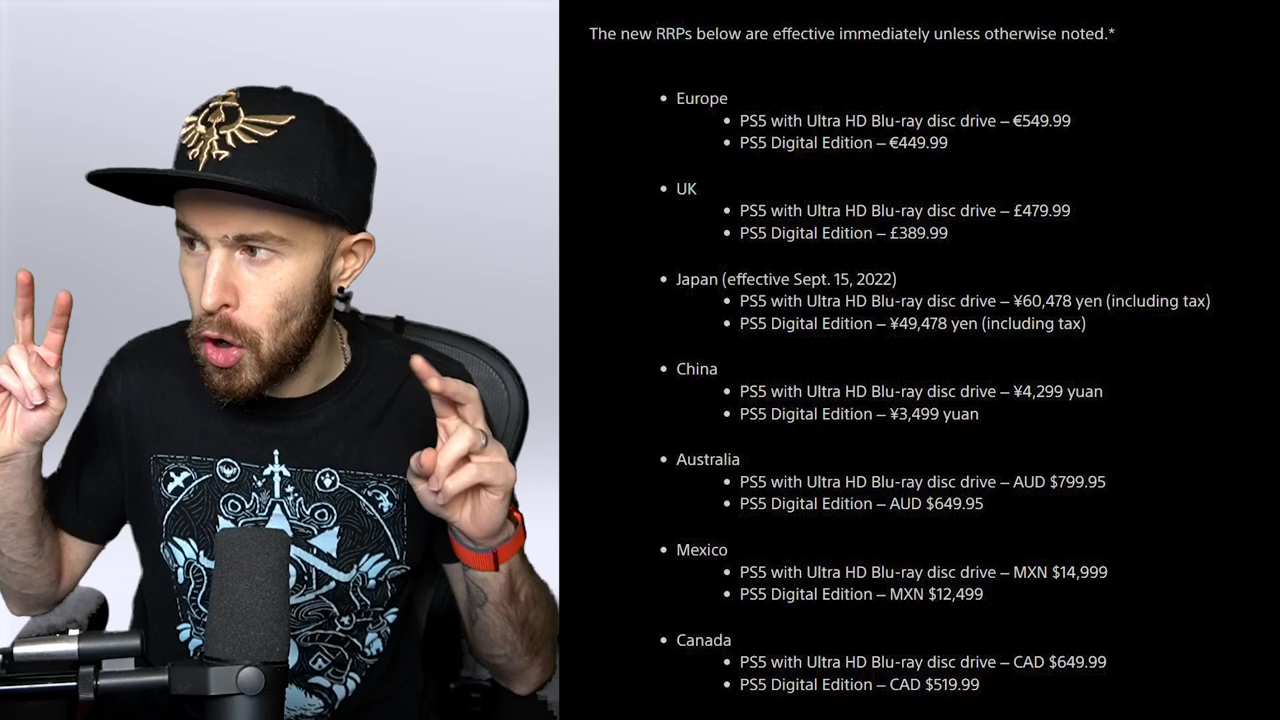 The new RRPs below are effective immediately unless otherwise noted.*
• Europe
• PS5 with Ultra HD Blu-ray disc drive – €549.99
• PS5 Digital Edition – €449.99
• UK
• PS5 with Ultra HD Blu-ray disc drive – £479.99
• PS5 Digital Edition – £389.99
• Japan (effective Sept. 15, 2022)
• PS5 with Ultra HD Blu-ray disc drive – ¥60,478 yen (including tax)
• PS5 Digital Edition – ¥49,478 yen (including tax)
• China
• PS5 with Ultra HD Blu-ray disc drive – ¥4,299 yuan
• PS5 Digital Edition – ¥3,499 yuan
• Australia
• PS5 with Ultra HD Blu-ray disc drive – AUD $799.95
• PS5 Digital Edition – AUD $649.95
• Mexico
• PS5 with Ultra HD Blu-ray disc drive – MXN $14,999
• PS5 Digital Edition – MXN $12,499
• Canada
• PS5 with Ultra HD Blu-ray disc drive – CAD $649.99
• PS5 Digital Edition – CAD $519.99